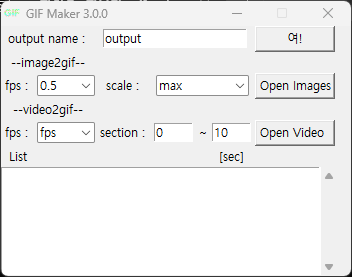 GIF GIF Maker 3.0.0
output name : output 여!
--image2gif--
fps : 0.5 scale : max Open Images
--video2gif--
fps : fps section : 0 ~ 10 Open Video
List [sec]